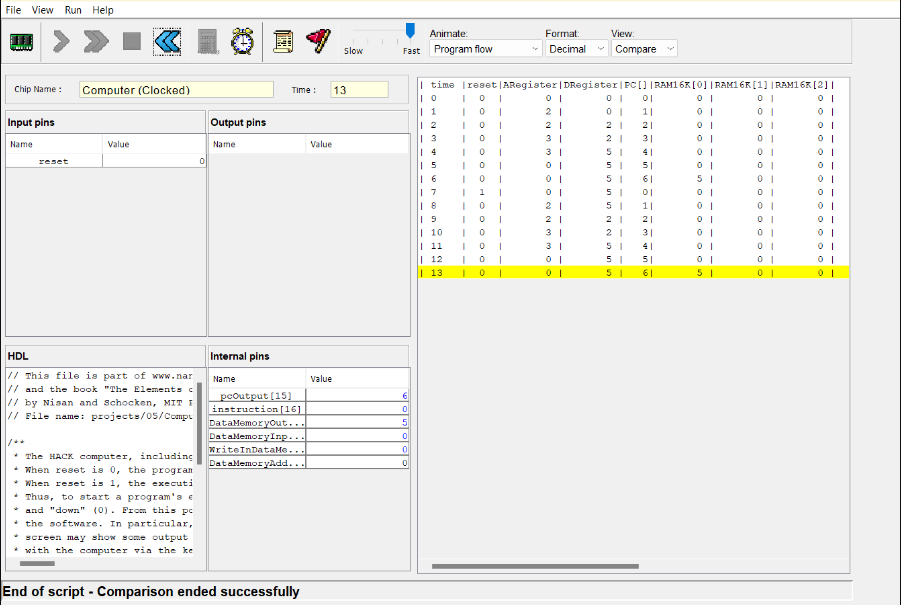 File View Run Help
Animate: Format: View:
Slow Fast Program flow Decimal Compare
Chip Name : Computer (Clocked) Time : 13
Input pins
Name Value
reset 0
Output pins
Name Value
HDL
// This file is part of www.nan
// and the book "The Elements o
// by Nisan and Schocken, MIT P
// File name: projects/05/Compu
/**
* The HACK computer, including
* When reset is 0, the program
* When reset is 1, the executi
* Thus, to start a program's e
* and "down" (0). From this po
* the software. In particular,
* screen may show some output
* with the computer via the ke
Internal pins
Name Value
pcOutput[15] 6
instruction[16] 0
DataMemoryOut... 5
DataMemoryInp... 0
WriteInDataMe... 0
DataMemoryAdd... 0
| time |reset|ARegister|DRegister|PC[]|RAM16K[0]|RAM16K[1]|RAM16K[2]|
| 0 | 0 | 0 | 0 | 0| 0 | 0 | 0 |
| 1 | 0 | 2 | 0 | 1| 0 | 0 | 0 |
| 2 | 0 | 2 | 2 | 2| 0 | 0 | 0 |
| 3 | 0 | 3 | 2 | 3| 0 | 0 | 0 |
| 4 | 0 | 3 | 5 | 4| 0 | 0 | 0 |
| 5 | 0 | 0 | 5 | 5| 0 | 0 | 0 |
| 6 | 0 | 0 | 5 | 6| 5 | 0 | 0 |
| 7 | 1 | 0 | 5 | 0| 0 | 0 | 0 |
| 8 | 0 | 2 | 5 | 1| 0 | 0 | 0 |
| 9 | 0 | 2 | 2 | 2| 0 | 0 | 0 |
| 10 | 0 | 3 | 2 | 3| 0 | 0 | 0 |
| 11 | 0 | 3 | 5 | 4| 0 | 0 | 0 |
| 12 | 0 | 0 | 5 | 5| 0 | 0 | 0 |
| 13 | 0 | 0 | 5 | 6| 5 | 0 | 0 |
End of script - Comparison ended successfully